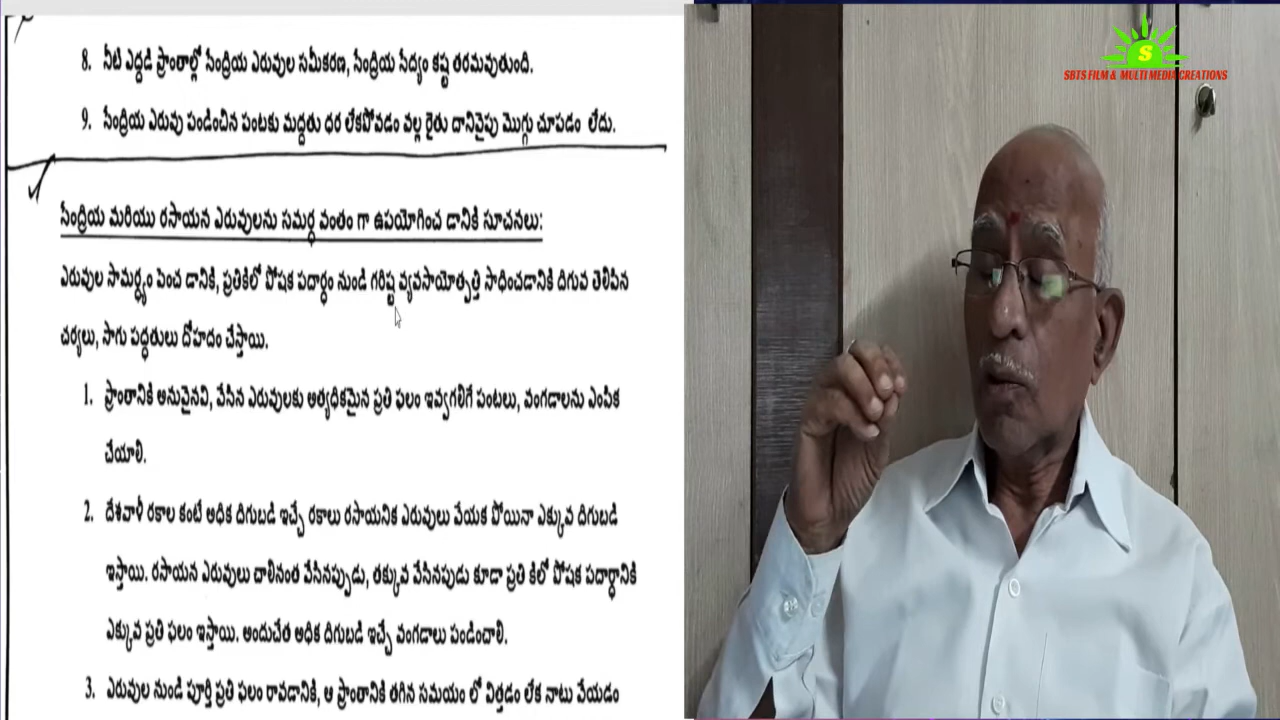 8. నీటి ఎద్దడి ప్రాంతాల్లో సేంద్రియ ఎరువుల సమీకరణ, సేంద్రియ సేద్యం కష్ట తరమవుతుంది.
9. సేంద్రియ ఎరువు పండించిన పంటకు మద్దతు ధర లేకపోవడం వల్ల రైతు దానివైపు మొగ్గు చూపడం లేదు.
సేంద్రియ మరియు రసాయన ఎరువులను సమర్ధ వంతం గా ఉపయోగించ డానికి సూచనలు:
ఎరువుల సామర్ధ్యం పెంచ డానికి, ప్రతికిలో పోషక పదార్ధం నుండి గరిష్ట వ్యవసాయోత్పత్తి సాధించడానికి దిగువ తెలిపిన
చర్యలు, సాగు పద్ధతులు దోహదం చేస్తాయి.
1. ప్రాంతానికి అనువైనవి, వేసిన ఎరువులకు అత్యధికమైన ప్రతి ఫలం ఇవ్వగలిగే పంటలు, వంగడాలను ఎంపిక
చేయాలి.
2. దేశవాళీ రకాల కంటే అధిక దిగుబడి ఇచ్చే రకాలు రసాయనిక ఎరువులు వేయక పోయినా ఎక్కువ దిగుబడి
ఇస్తాయి. రసాయన ఎరువులు చాలినంత వేసినప్పుడు, తక్కువ వేసినపుడు కూడా ప్రతి కిలో పోషక పదార్ధానికి
ఎక్కువ ప్రతి ఫలం ఇస్తాయి. అందుచేత అధిక దిగుబడి ఇచ్చే వంగడాలు పండించాలి.
3. ఎరువుల నుండి పూర్తి ప్రతి ఫలం రావడానికి, ఆ ప్రాంతానికి తగిన సమయం లో విత్తడం లేక నాటు వేయడం
S
SBTS FILM & MULTI MEDIA CREATIONS